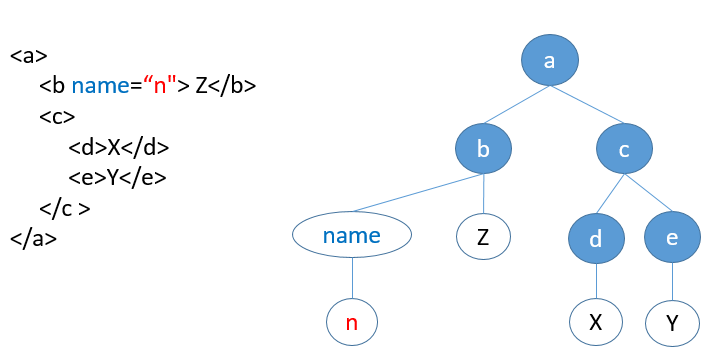 <a>
<b name=“n"> Z</b>
<c>
<d>X</d>
<e>Y</e>
</c >
</a>
a
b
c
name
Z
d
e
n
X
Y